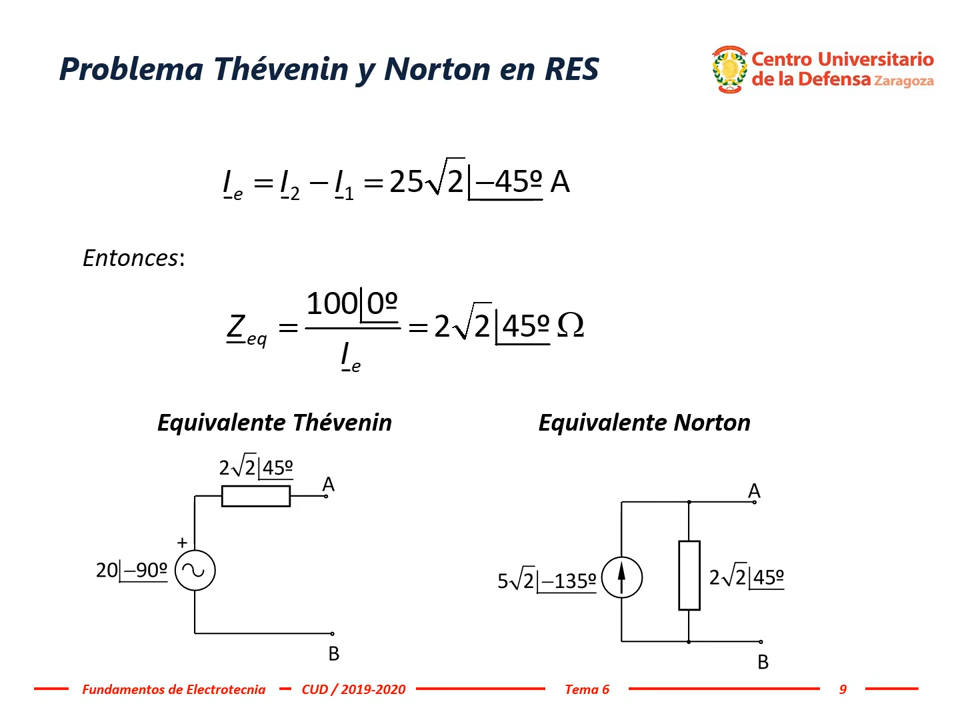 Problema Thévenin y Norton en RES
Centro Universitario
de la Defensa Zaragoza
I_e = I_2 − I_1 = 25√2|−45º A
Entonces:
Z_eq = 100|0º / I_e = 2√2|45º Ω
Equivalente Thévenin
Equivalente Norton
2√2|45º
A
+
20|−90º
B
A
5√2|−135º
2√2|45º
B
Fundamentos de Electrotecnia
CUD / 2019-2020
Tema 6
9